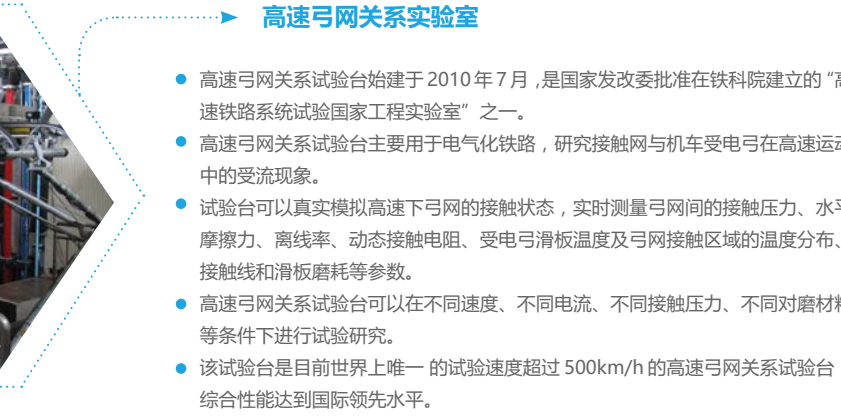 高速弓网关系实验室
高速弓网关系试验台始建于 2010 年 7 月 ,是国家发改委批准在铁科院建立的 “高
速铁路系统试验国家工程实验室” 之一。
高速弓网关系试验台主要用于电气化铁路，研究接触网与机车受电弓在高速运动
中的受流现象。
试验台可以真实模拟高速下弓网的接触状态，实时测量弓网间的接触压力、水平
摩擦力、离线率、动态接触电阻、受电弓滑板温度及弓网接触区域的温度分布、
接触线和滑板磨耗等参数。
高速弓网关系试验台可以在不同速度、不同电流、不同接触压力、不同对磨材料
等条件下进行试验研究。
该试验台是目前世界上唯一 的试验速度超过 500km/h 的高速弓网关系试验台
综合性能达到国际领先水平。